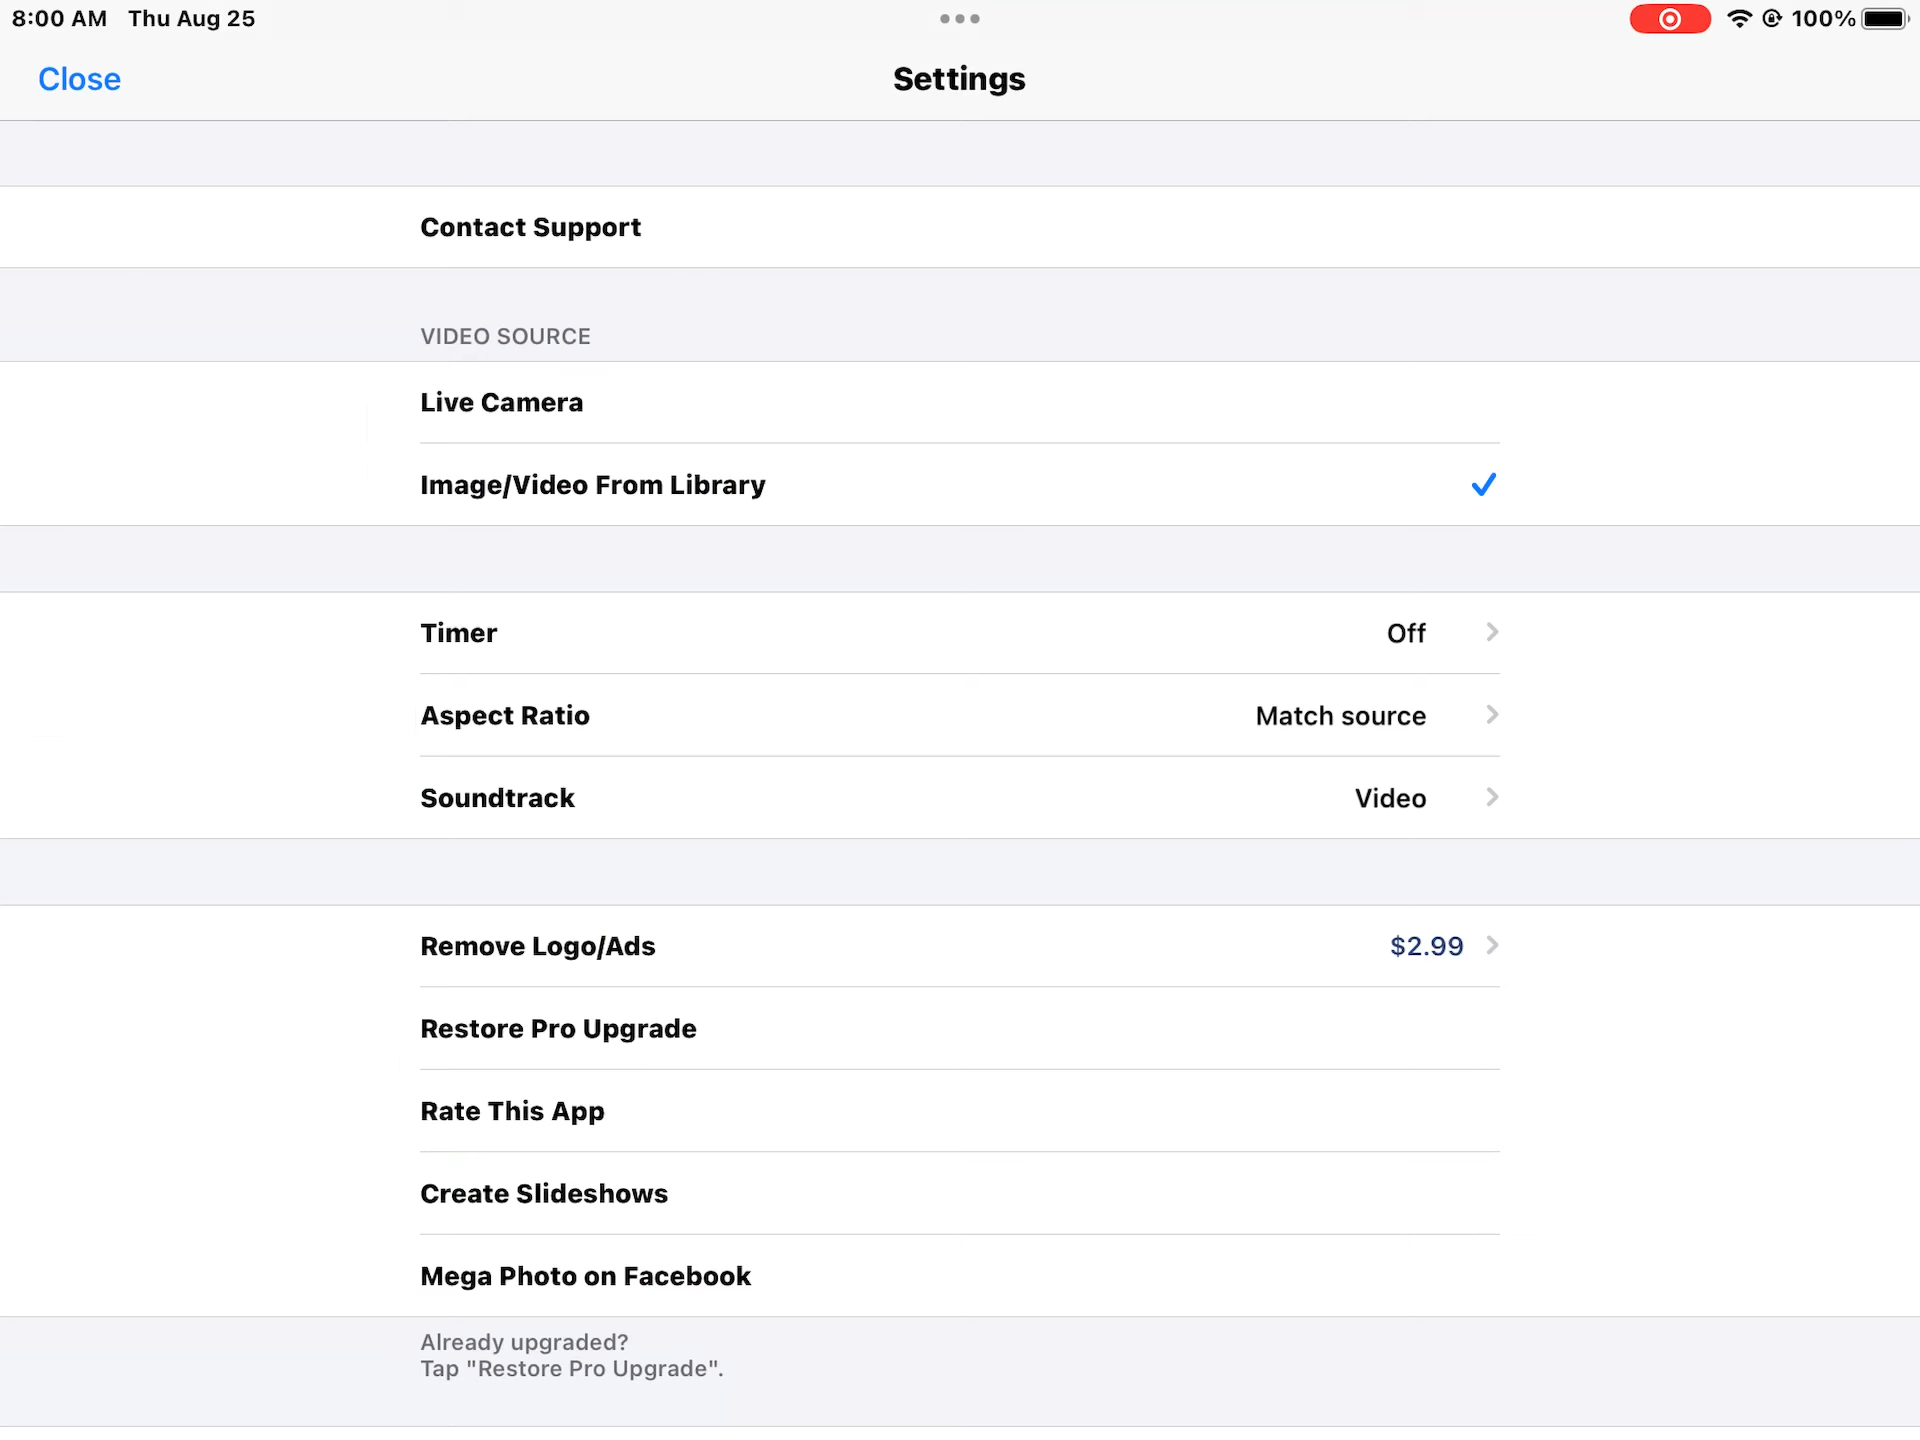 8:00 AM Thu Aug 25
100%
Close
Settings
Contact Support
VIDEO SOURCE
Live Camera
Image/Video From Library
Timer Off
Aspect Ratio Match source
Soundtrack Video
Remove Logo/Ads $2.99
Restore Pro Upgrade
Rate This App
Create Slideshows
Mega Photo on Facebook
Already upgraded?
Tap "Restore Pro Upgrade".